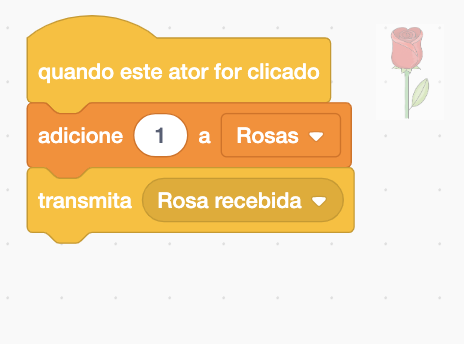 quando este ator for clicado
adicione 1 a Rosas
transmita Rosa recebida